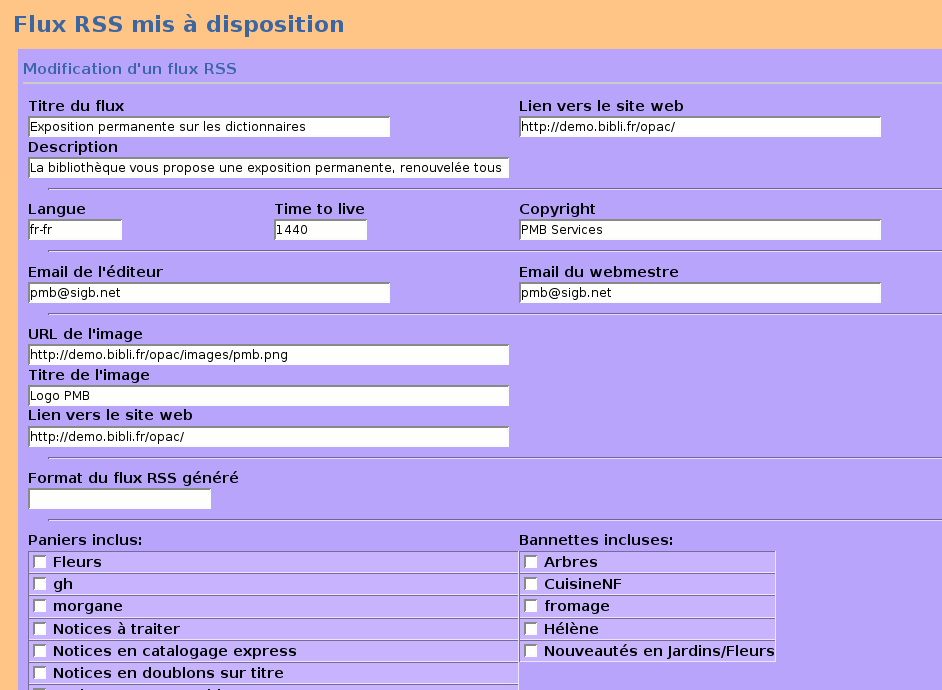 Flux RSS mis à disposition
Modification d'un flux RSS
Titre du flux
Lien vers le site web
Exposition permanente sur les dictionnaires
http://demo.bibli.fr/opac/
Description
La bibliothèque vous propose une exposition permanente, renouvelée tous
Langue
Time to live
Copyright
fr-fr
1440
PMB Services
Email de l'éditeur
Email du webmestre
pmb@sigb.net
pmb@sigb.net
URL de l'image
http://demo.bibli.fr/opac/images/pmb.png
Titre de l'image
Logo PMB
Lien vers le site web
http://demo.bibli.fr/opac/
Format du flux RSS généré
Paniers inclus:
Fleurs
gh
morgane
Notices à traiter
Notices en catalogage express
Notices en doublons sur titre
Bannettes incluses:
Arbres
CuisineNF
fromage
Hélène
Nouveautés en Jardins/Fleurs